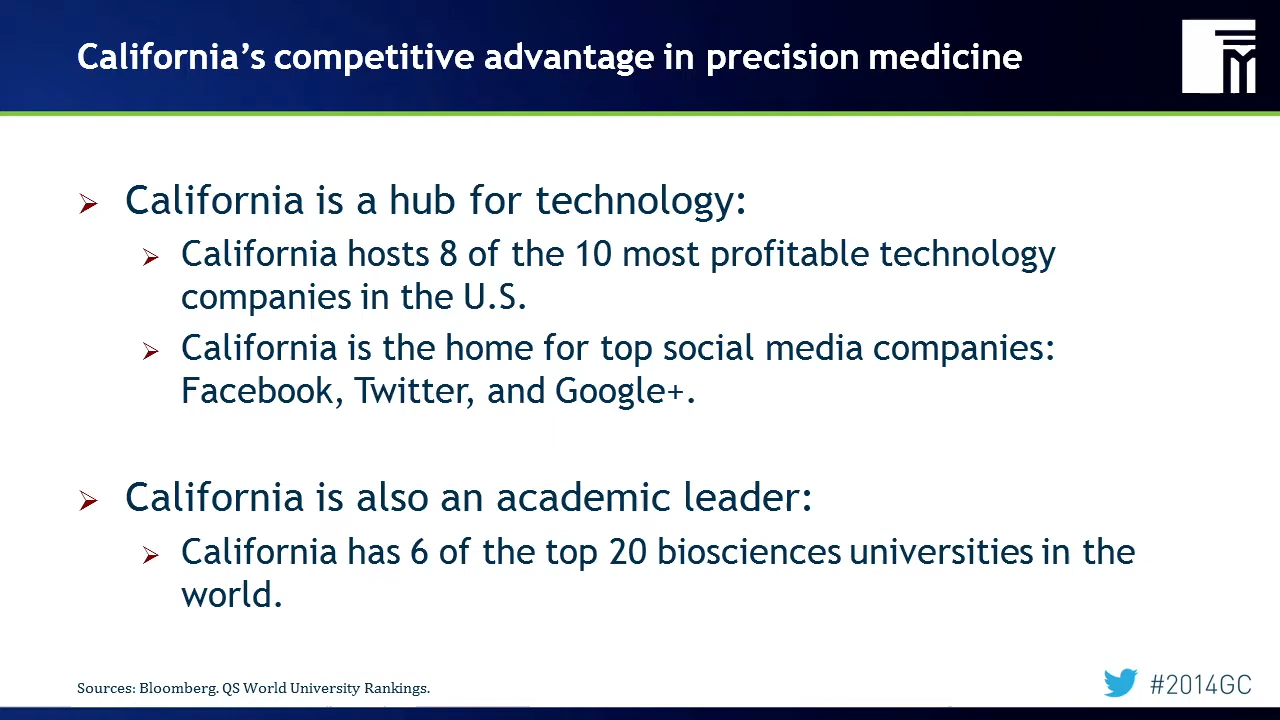 California’s competitive advantage in precision medicine
California is a hub for technology:
California hosts 8 of the 10 most profitable technology
companies in the U.S.
California is the home for top social media companies:
Facebook, Twitter, and Google+.
California is also an academic leader:
California has 6 of the top 20 biosciences universities in the
world.
Sources: Bloomberg. QS World University Rankings.
#2014GC